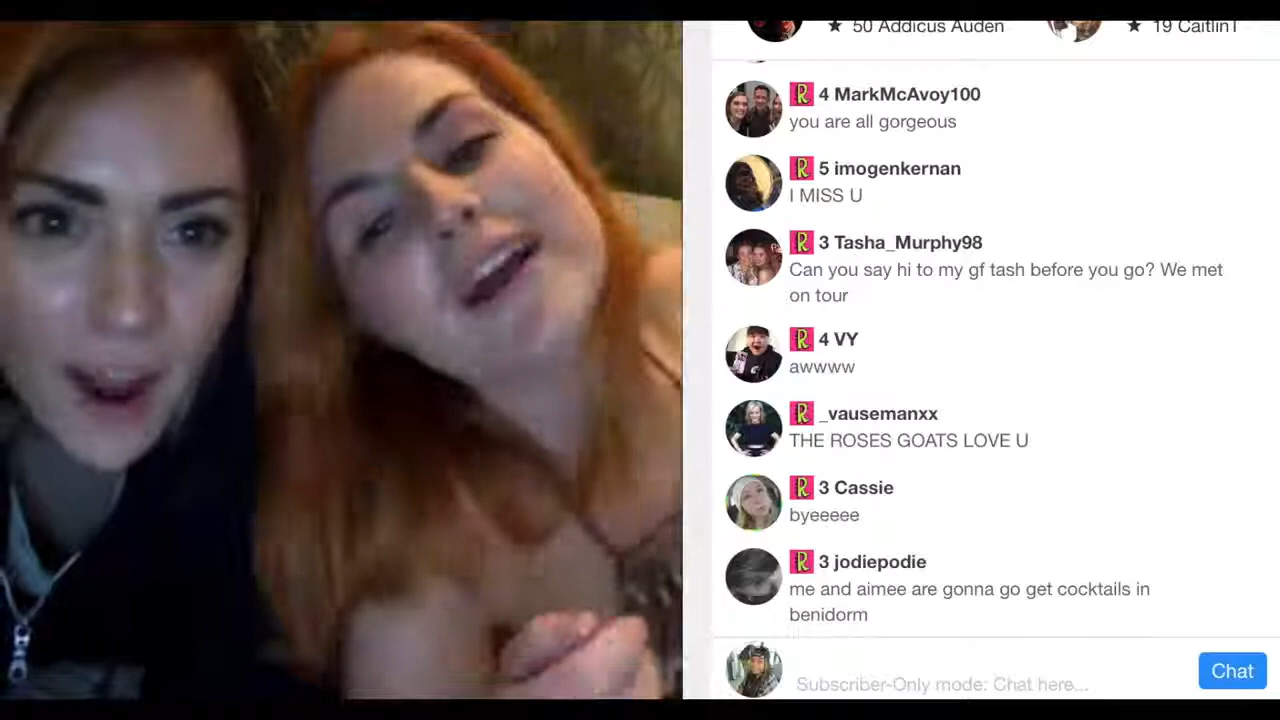 ★ 50 Addicus Auden ★ 19 CaitlinT
R 4 MarkMcAvoy100
you are all gorgeous
R 5 imogenkernan
I MISS U
R 3 Tasha_Murphy98
Can you say hi to my gf tash before you go? We met
on tour
R 4 VY
awwww
R _vausemanxx
THE ROSES GOATS LOVE U
R 3 Cassie
byeeeee
R 3 jodiepodie
me and aimee are gonna go get cocktails in
benidorm
Subscriber-Only mode: Chat here...
Chat